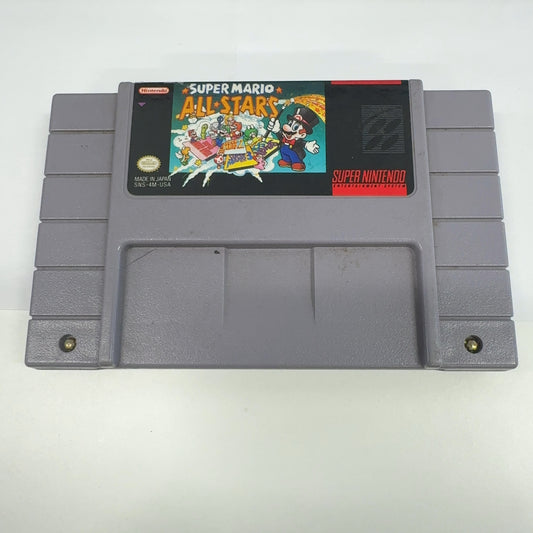 Nintendo
SUPER MARIO
ALL-STARS
MADE IN JAPAN
SNS-4M-USA
SUPER NINTENDO
ENTERTAINMENT SYSTEM